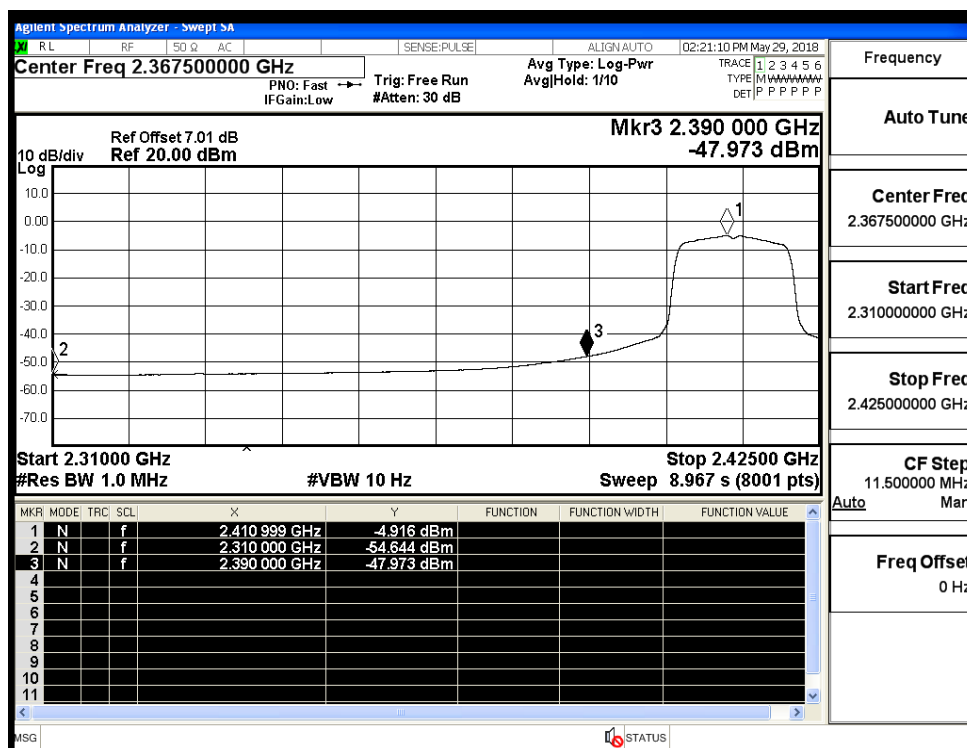 Agilent Spectrum Analyzer - Swept SA
XI RL RF 50 Ω AC SENSE:PULSE ALIGN AUTO 02:21:10 PM May 29, 2018
Center Freq 2.367500000 GHz
PNO: Fast
IFGain:Low
Trig: Free Run
#Atten: 30 dB
Avg Type: Log-Pwr
Avg|Hold: 1/10
TRACE 1 2 3 4 5 6
TYPE M W W W W W
DET P P P P P P
Mkr3 2.390 000 GHz
-47.973 dBm
Ref Offset 7.01 dB
10 dB/div Ref 20.00 dBm
Log
10.0
0.00
-10.0
-20.0
-30.0
-40.0
-50.0
-60.0
-70.0
1
2
3
Start 2.31000 GHz Stop 2.42500 GHz
#Res BW 1.0 MHz #VBW 10 Hz Sweep 8.967 s (8001 pts)
MKR MODE TRC SCL X Y FUNCTION FUNCTION WIDTH FUNCTION VALUE
1 N f 2.410 999 GHz -4.916 dBm
2 N f 2.310 000 GHz -54.644 dBm
3 N f 2.390 000 GHz -47.973 dBm
4
5
6
7
8
9
10
11
MSG STATUS
Frequency
Auto Tune
Center Freq
2.367500000 GHz
Start Freq
2.310000000 GHz
Stop Freq
2.425000000 GHz
CF Step
11.500000 MHz
Auto Man
Freq Offset
0 Hz